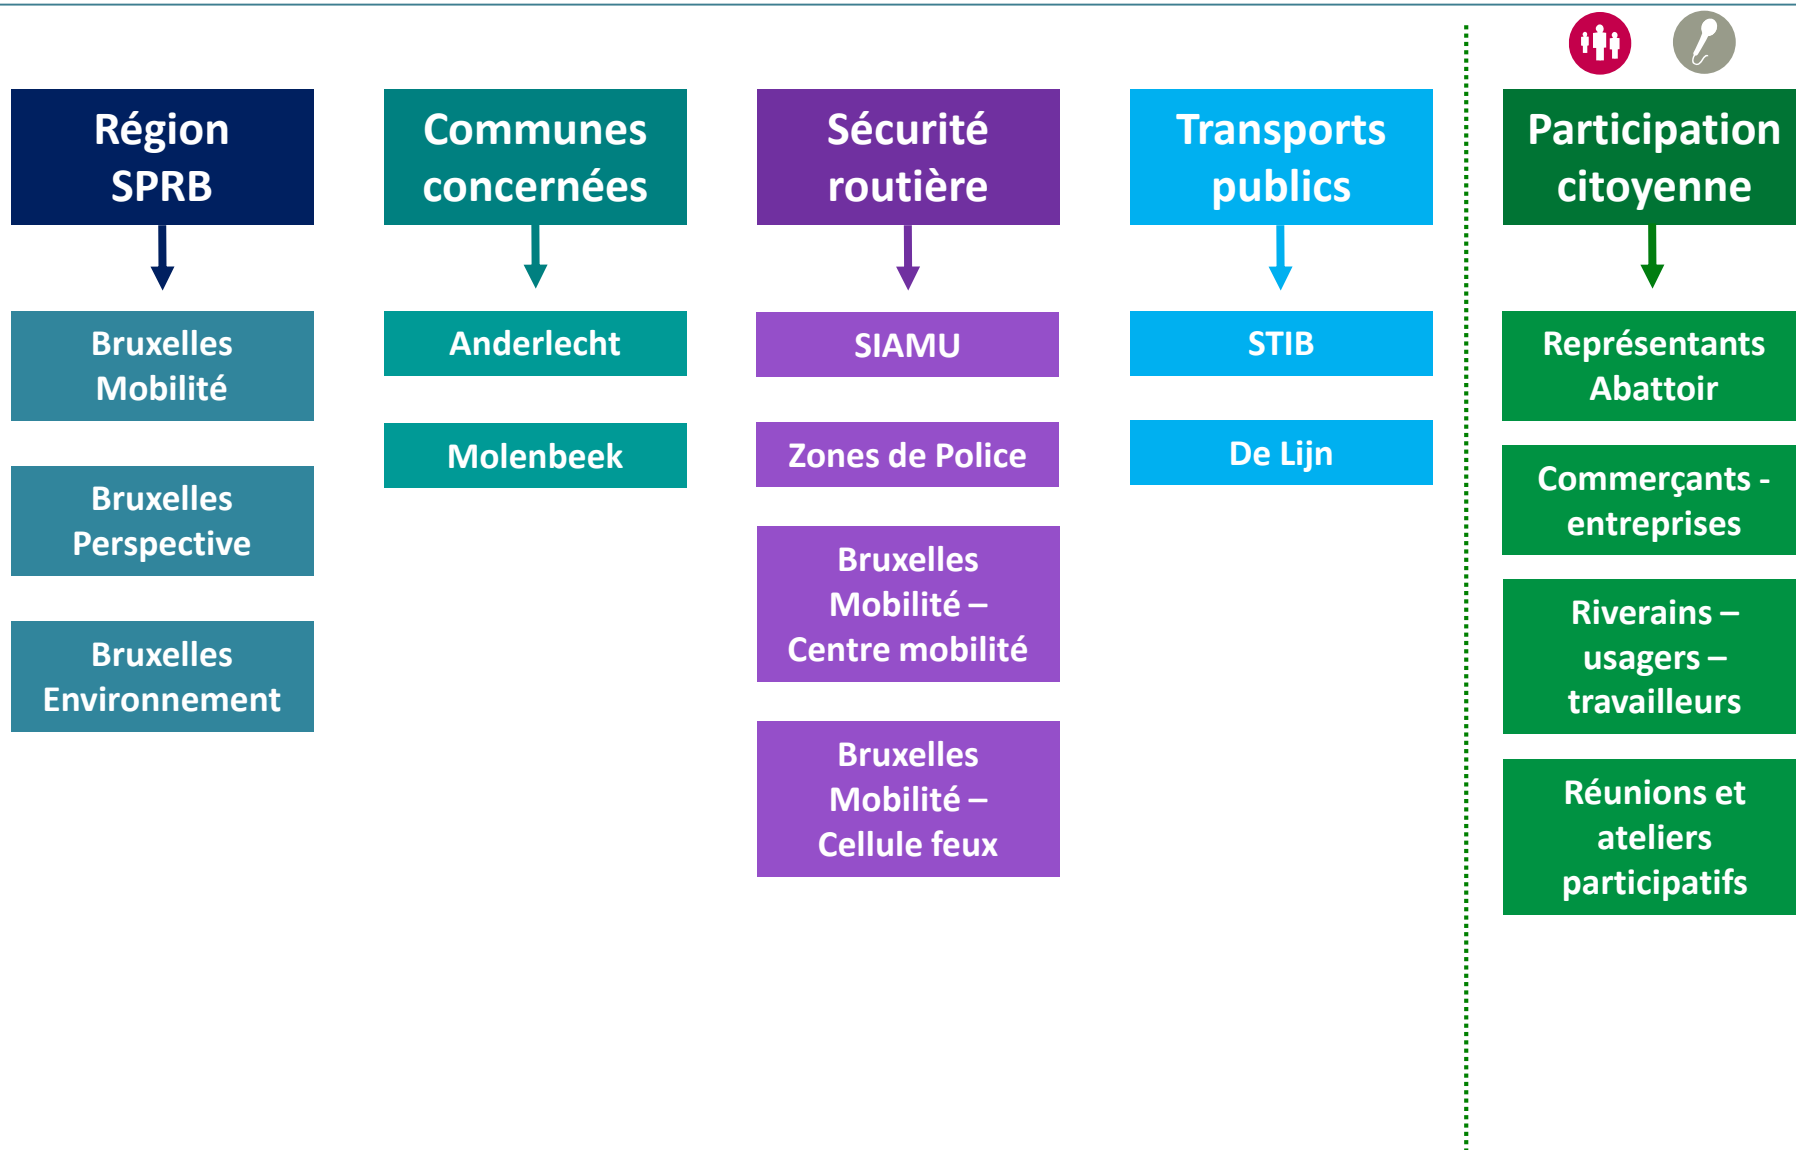 Région
SPRB
Bruxelles
Mobilité
Bruxelles
Perspective
Bruxelles
Environnement
Communes
concernées
Anderlecht
Molenbeek
Sécurité
routière
SIAMU
Zones de Police
Bruxelles
Mobilité –
Centre mobilité
Bruxelles
Mobilité –
Cellule feux
Transports
publics
STIB
De Lijn
Participation
citoyenne
Représentants
Abattoir
Commerçants -
entreprises
Riverains –
usagers –
travailleurs
Réunions et
ateliers
participatifs